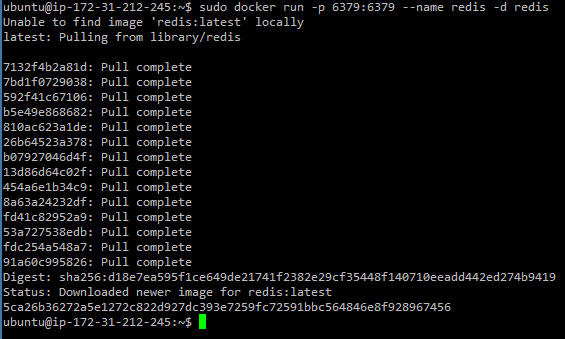 ubuntu@ip-172-31-212-245:~$ sudo docker run -p 6379:6379 --name redis -d redis
Unable to find image 'redis:latest' locally
latest: Pulling from library/redis

7132f4b2a81d: Pull complete
7bd1f0729038: Pull complete
592f41c67106: Pull complete
b5e49e868682: Pull complete
810ac623a1de: Pull complete
26b64523a378: Pull complete
b07927046d4f: Pull complete
13d86d64c02f: Pull complete
454a6e1b34c9: Pull complete
8a63a24232df: Pull complete
fd41c82952a9: Pull complete
53a727538edb: Pull complete
fdc254a548a7: Pull complete
91a60c995826: Pull complete
Digest: sha256:d18e7ea595f1ce649de21741f2382e29cf35448f140710eeadd442ed274b9419
Status: Downloaded newer image for redis:latest
5ca26b36272a5e1272c822d927dc393e7259fc72591bbc564846e8f928967456
ubuntu@ip-172-31-212-245:~$